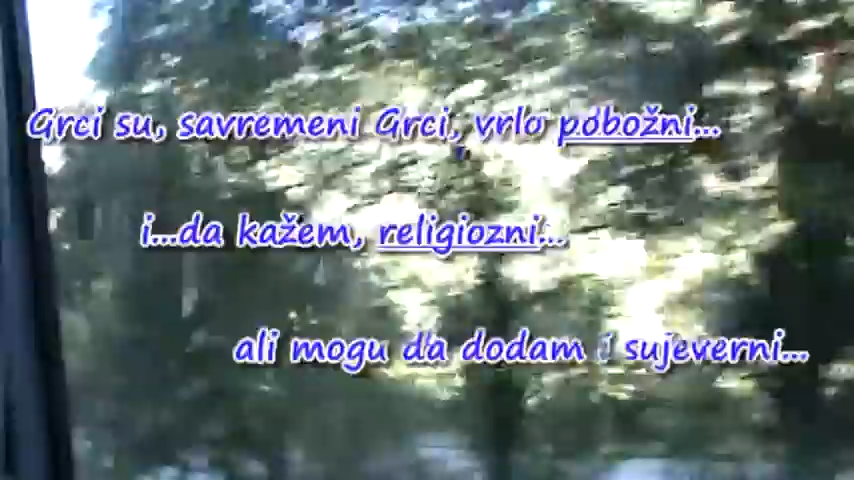 Grci su, savremeni Grci, vrlo pobožni...
i...da kažem, religiozni...
ali mogu da dodam i sujeverni...